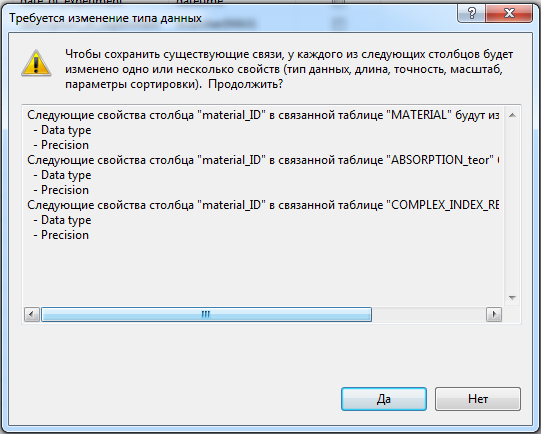 date_of_experiment datetime
Требуется изменение типа данных
Чтобы сохранить существующие связи, у каждого из следующих столбцов будет
изменено одно или несколько свойств (тип данных, длина, точность, масштаб,
параметры сортировки). Продолжить?
Следующие свойства столбца "material_ID" в связанной таблице "MATERIAL" будут из
- Data type
- Precision
Следующие свойства столбца "material_ID" в связанной таблице "ABSORPTION_teor"
- Data type
- Precision
Следующие свойства столбца "material_ID" в связанной таблице "COMPLEX_INDEX_RE
- Data type
- Precision
Да
Нет